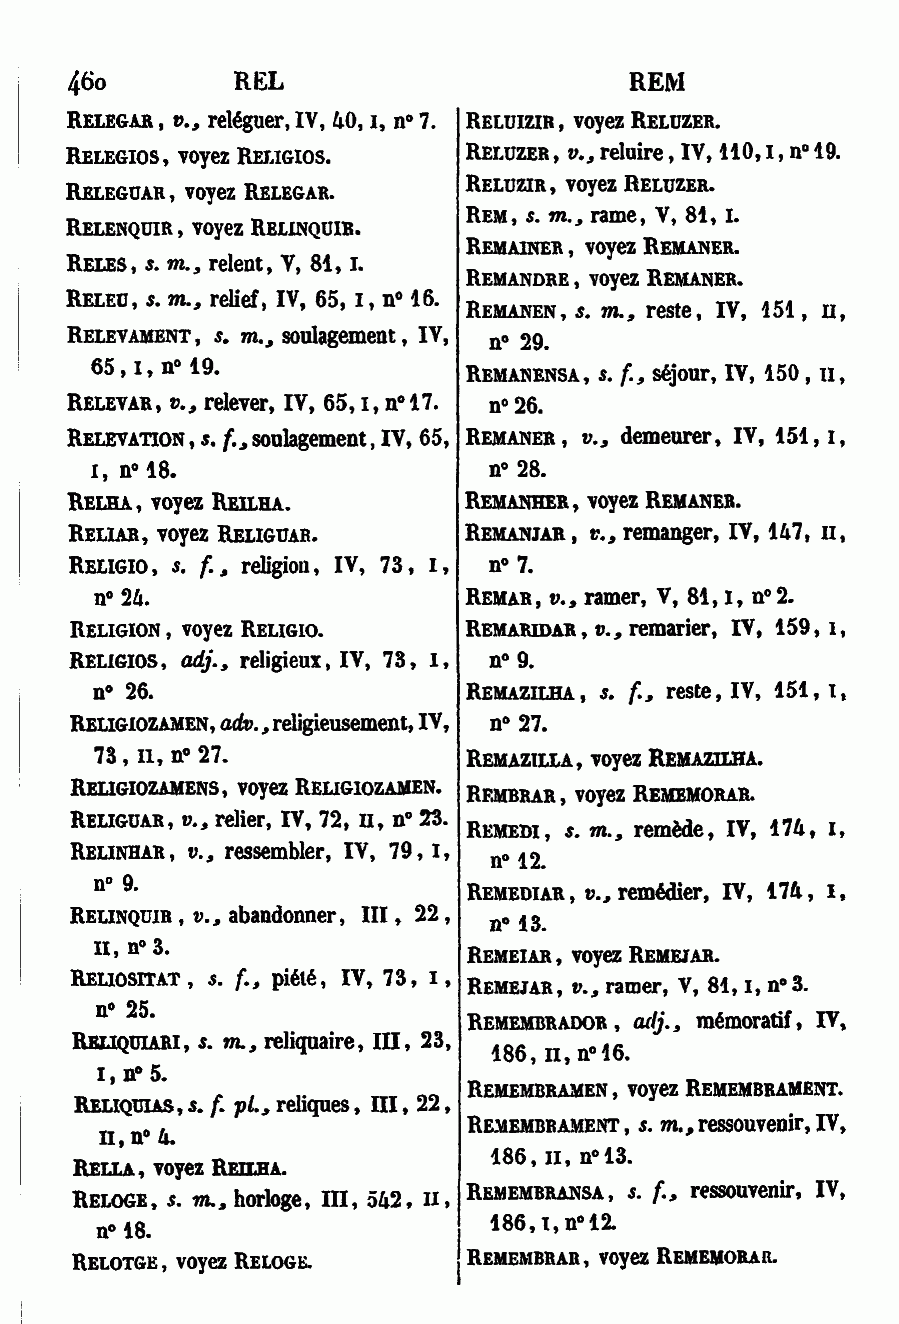 460 REL REM
RELEGAR, v., reléguer, IV, 40, I, n° 7.
RELEGIOS, voyez RELIGIOS.
RELEGUAR, voyez RELEGAR.
RELENQUIR, voyez RELINQUIR.
RELES, s. m., relent, V, 81, I.
RELEU, s. m., relief, IV, 65, I, n° 16.
RELEVAMENT, s. m., soulagement, IV,
65, I, n° 19.
RELEVAR, v., relever, IV, 65, I, n° 17.
RELEVATION, s. f., soulagement, IV, 65,
I, n° 18.
RELHA, voyez REILHA.
RELIAR, voyez RELIGUAR.
RELIGIO, s. f., religion, IV, 73, I,
n° 24.
RELIGION, voyez RELIGIO.
RELIGIOS, adj., religieux, IV, 73, I,
n° 26.
RELIGIOZAMEN, adv., religieusement, IV,
73, II, n° 27.
RELIGIOZAMENS, voyez RELIGIOZAMEN.
RELIGUAR, v., relier, IV, 72, II, n° 23.
RELINHAR, v., ressembler, IV, 79, I,
n° 9.
RELINQUIR, v., abandonner, III, 22,
II, n° 3.
RELIOSITAT, s. f., piété, IV, 73, I,
n° 25.
RELIQUIARI, s. m., reliquaire, III, 23,
I, n° 5.
RELIQUIAS, s. f. pl., reliques, III, 22,
II, n° 4.
RELLA, voyez REILHA.
RELOGE, s. m., horloge, III, 542, II,
n° 18.
RELOTGE, voyez RELOGE.
RELUIZIR, voyez RELUZER.
RELUZER, v., reluire, IV, 110, I, n° 19.
RELUZIR, voyez RELUZER.
REM, s. m., rame, V, 81, I.
REMAINER, voyez REMANER.
REMANDRE, voyez REMANER.
REMANEN, s. m., reste, IV, 151, II,
n° 29.
REMANENSA, s. f., séjour, IV, 150, II,
n° 26.
REMANER, v., demeurer, IV, 151, I,
n° 28.
REMANHER, voyez REMANER.
REMANJAR, v., remanger, IV, 147, II,
n° 7.
REMAR, v., ramer, V, 81, I, n° 2.
REMARIDAR, v., remarier, IV, 159, I,
n° 9.
REMAZILHA, s. f., reste, IV, 151, I,
n° 27.
REMAZILLA, voyez REMAZILHA.
REMBRAR, voyez REMEMORAR.
REMEDI, s. m., remède, IV, 174, I,
n° 12.
REMEDIAR, v., remédier, IV, 174, I,
n° 13.
REMEIAR, voyez REMEJAR.
REMEJAR, v., ramer, V, 81, I, n° 3.
REMEMBRADOR, adj., mémoratif, IV,
186, II, n° 16.
REMEMBRAMEN, voyez REMEMBRAMENT.
REMEMBRAMENT, s. m., ressouvenir, IV,
186, II, n° 13.
REMEMBRANSA, s. f., ressouvenir, IV,
186, I, n° 12.
REMEMBRAR, voyez REMEMORAR.